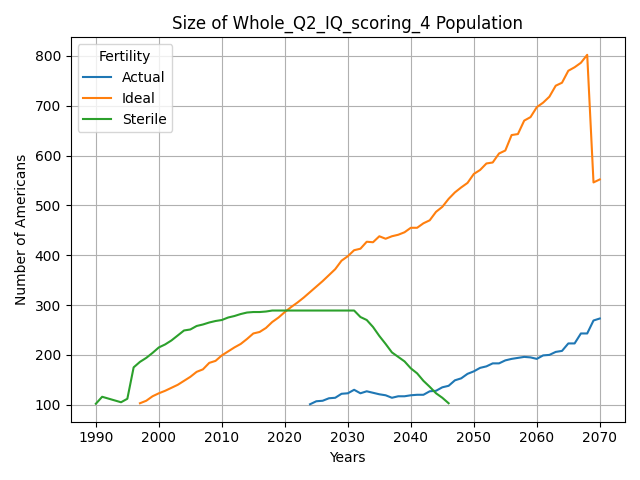 Size of Whole_Q2_IQ_scoring_4 Population
Fertility
Actual
Ideal
Sterile
Number of Americans
800
700
600
500
400
300
200
100
1990 2000 2010 2020 2030 2040 2050 2060 2070
Years